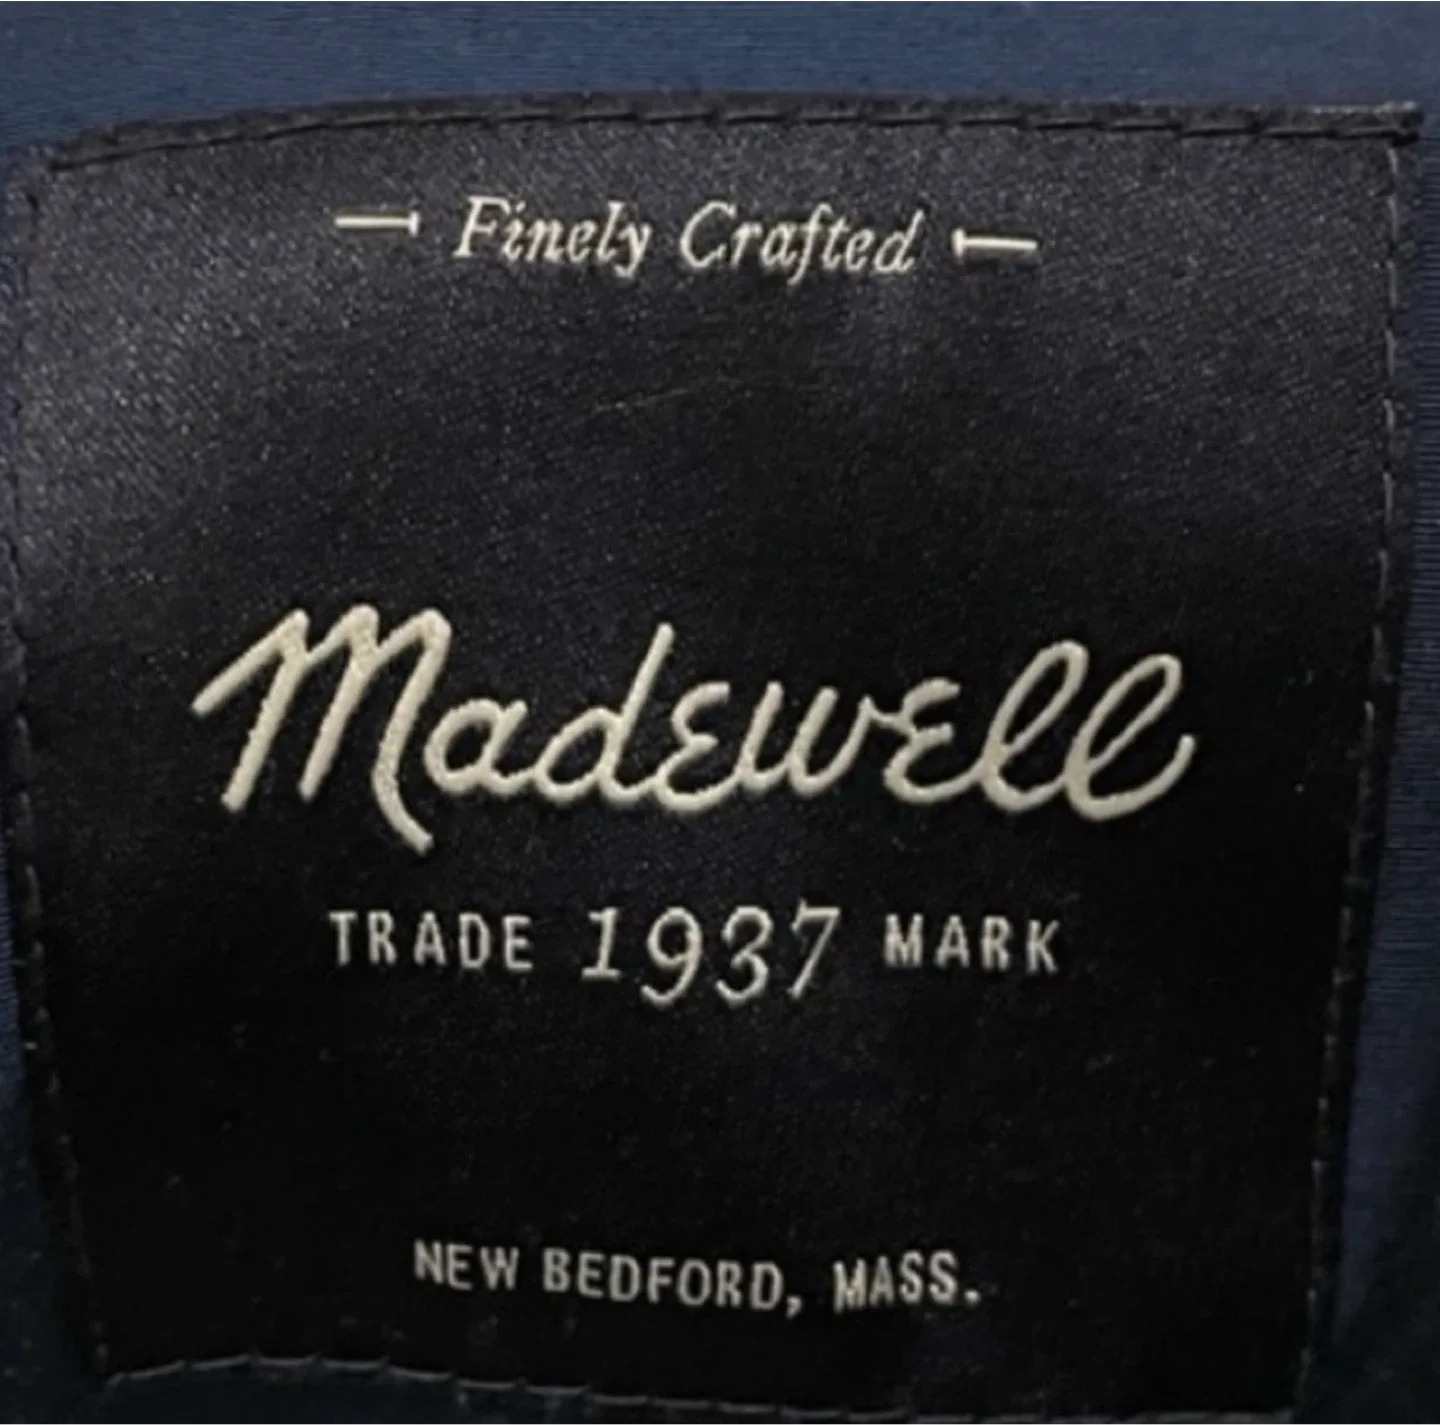 Finely Crafted
Madewell
TRADE 1937 MARK
NEW BEDFORD, MASS.